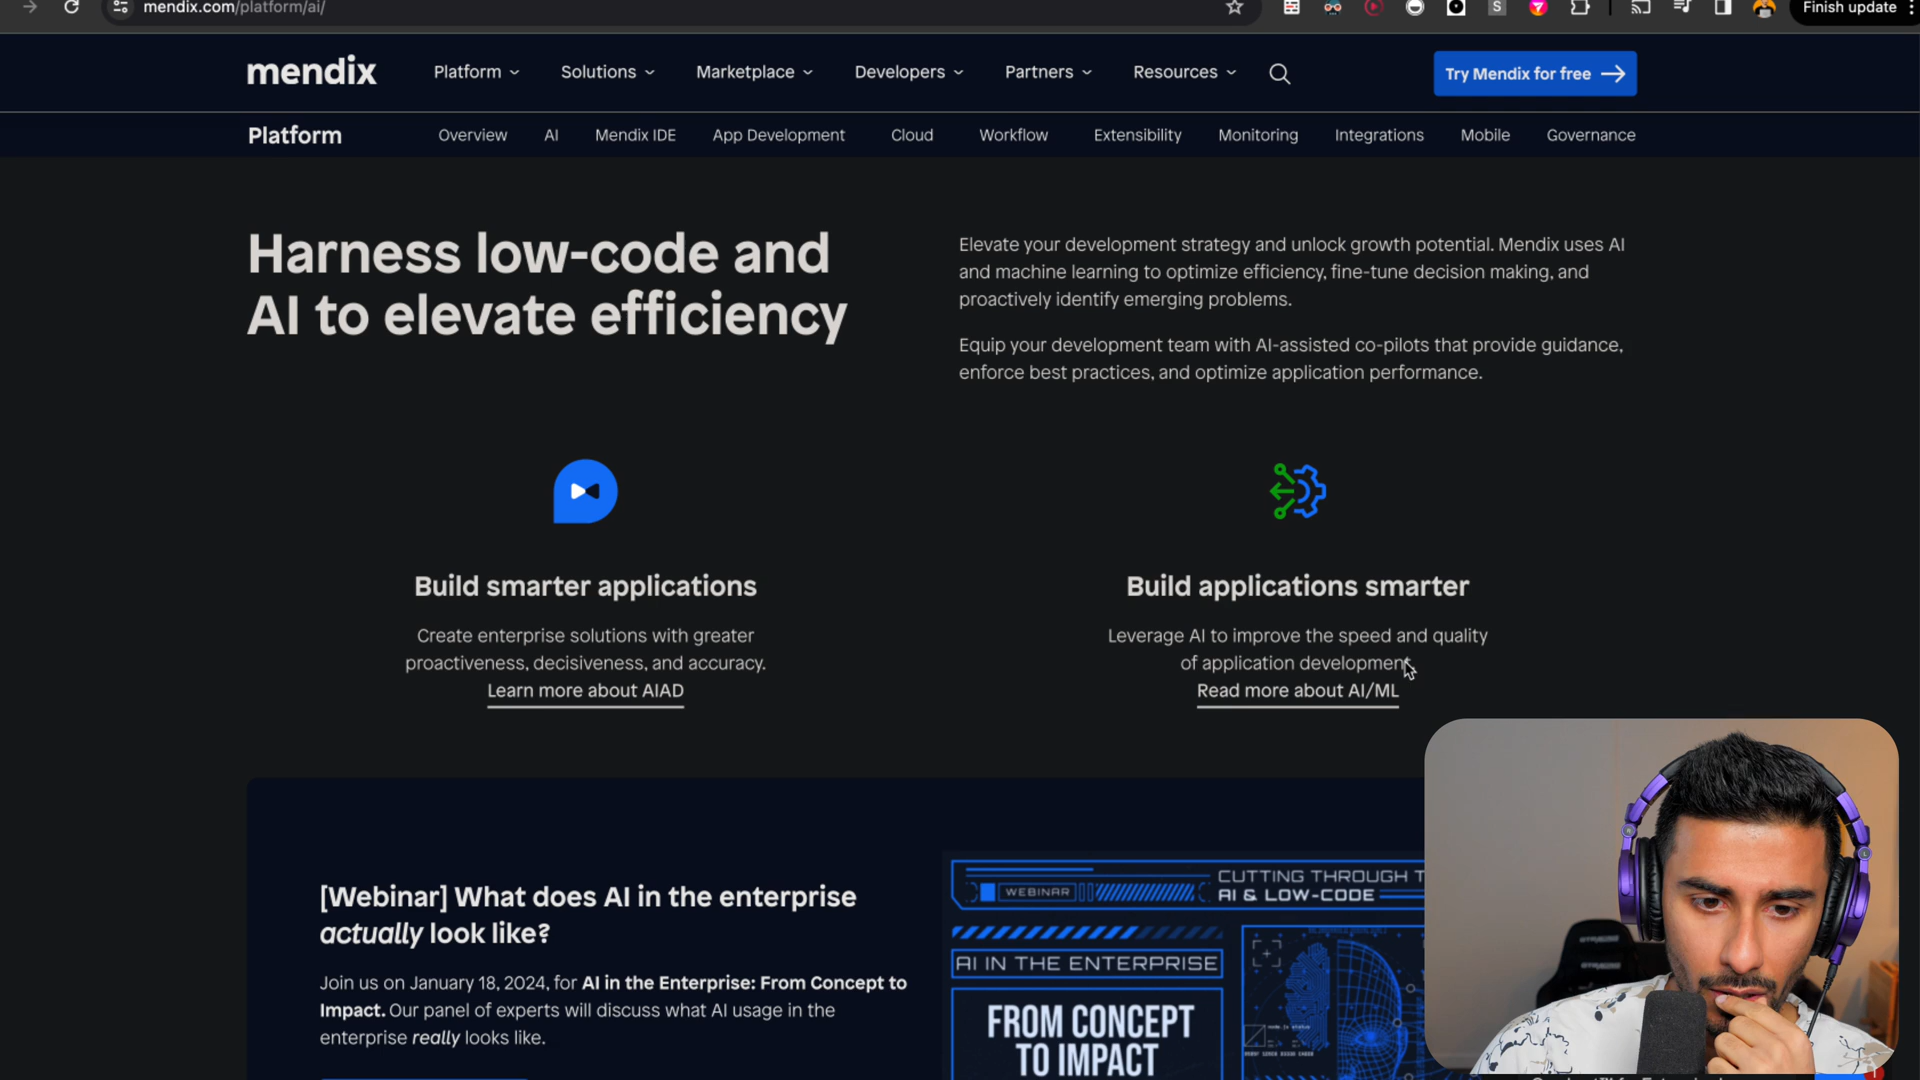 mendix.com/platform/ai/
Finish update
mendix
Platform
Solutions
Marketplace
Developers
Partners
Resources
Try Mendix for free
Platform
Overview
AI
Mendix IDE
App Development
Cloud
Workflow
Extensibility
Monitoring
Integrations
Mobile
Governance
Harness low-code and
AI to elevate efficiency
Elevate your development strategy and unlock growth potential. Mendix uses AI
and machine learning to optimize efficiency, fine-tune decision making, and
proactively identify emerging problems.
Equip your development team with AI-assisted co-pilots that provide guidance,
enforce best practices, and optimize application performance.
Build smarter applications
Create enterprise solutions with greater
proactiveness, decisiveness, and accuracy.
Learn more about AIAD
Build applications smarter
Leverage AI to improve the speed and quality
of application development.
Read more about AI/ML
[Webinar] What does AI in the enterprise
actually look like?
Join us on January 18, 2024, for AI in the Enterprise: From Concept to
Impact. Our panel of experts will discuss what AI usage in the
enterprise really looks like.
WEBINAR
CUTTING THROUGH T
AI & LOW-CODE
AI IN THE ENTERPRISE
FROM CONCEPT
TO IMPACT